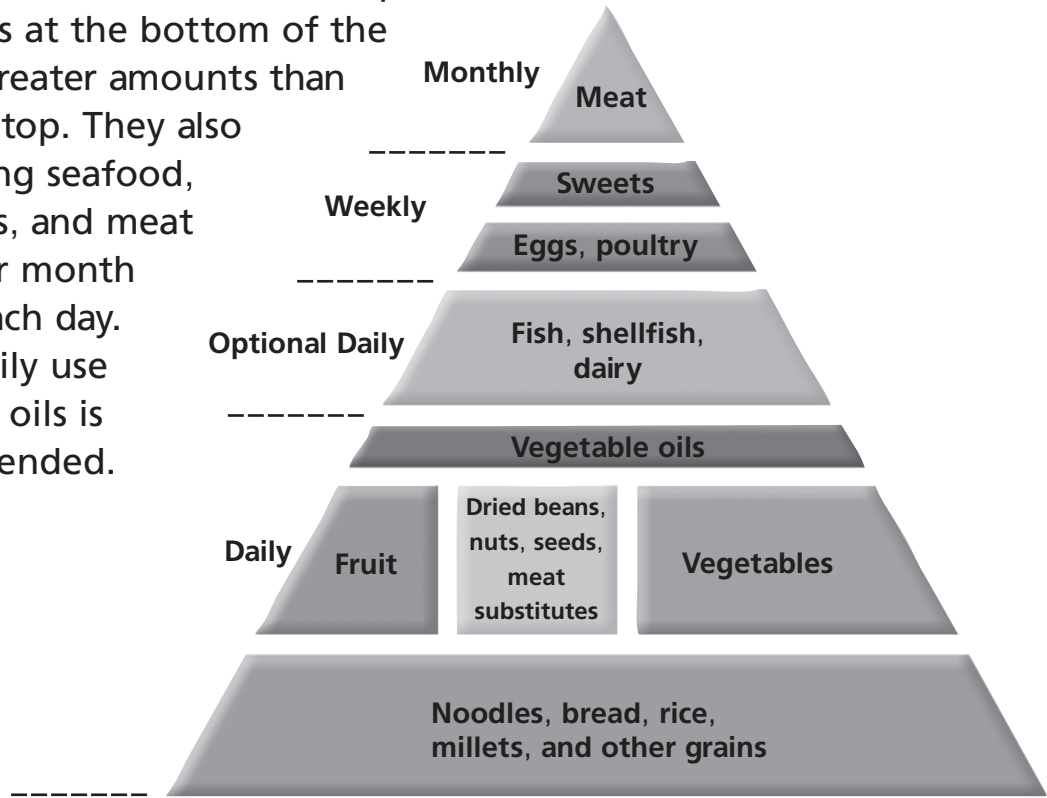 s at the bottom of the
reater amounts than
top. They also
ng seafood,
s, and meat
r month
ach day.
ily use
oils is
ended.
Monthly
Meat
Weekly
Sweets
Eggs, poultry
Optional Daily
Fish, shellfish,
dairy
Vegetable oils
Daily
Fruit
Dried beans,
nuts, seeds,
meat
substitutes
Vegetables
Noodles, bread, rice,
millets, and other grains